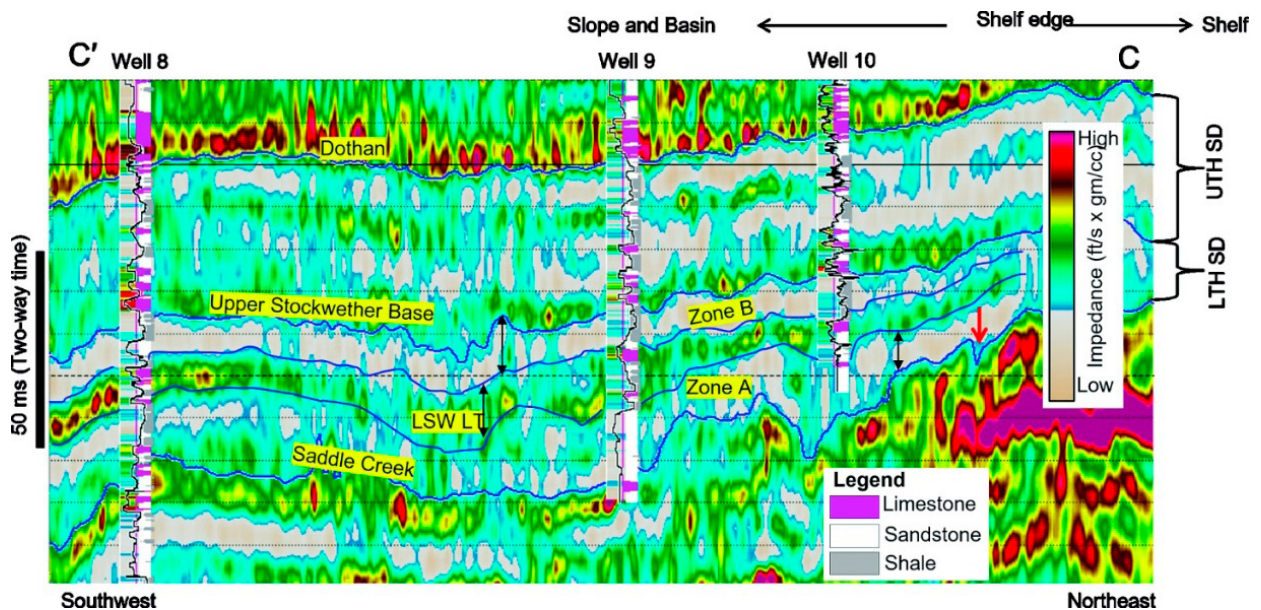 Slope and Basin
Shelf edge
Shelf
C'
Well 8
Well 9
Well 10
C
Dothan
Upper Stockwether Base
Zone B
Zone A
LSW LT
Saddle Creek
50 ms (Two-way time)
High
Impedance (ft/s x gm/cc)
Low
UTH SD
LTH SD
Legend
Limestone
Sandstone
Shale
Southwest
Northeast